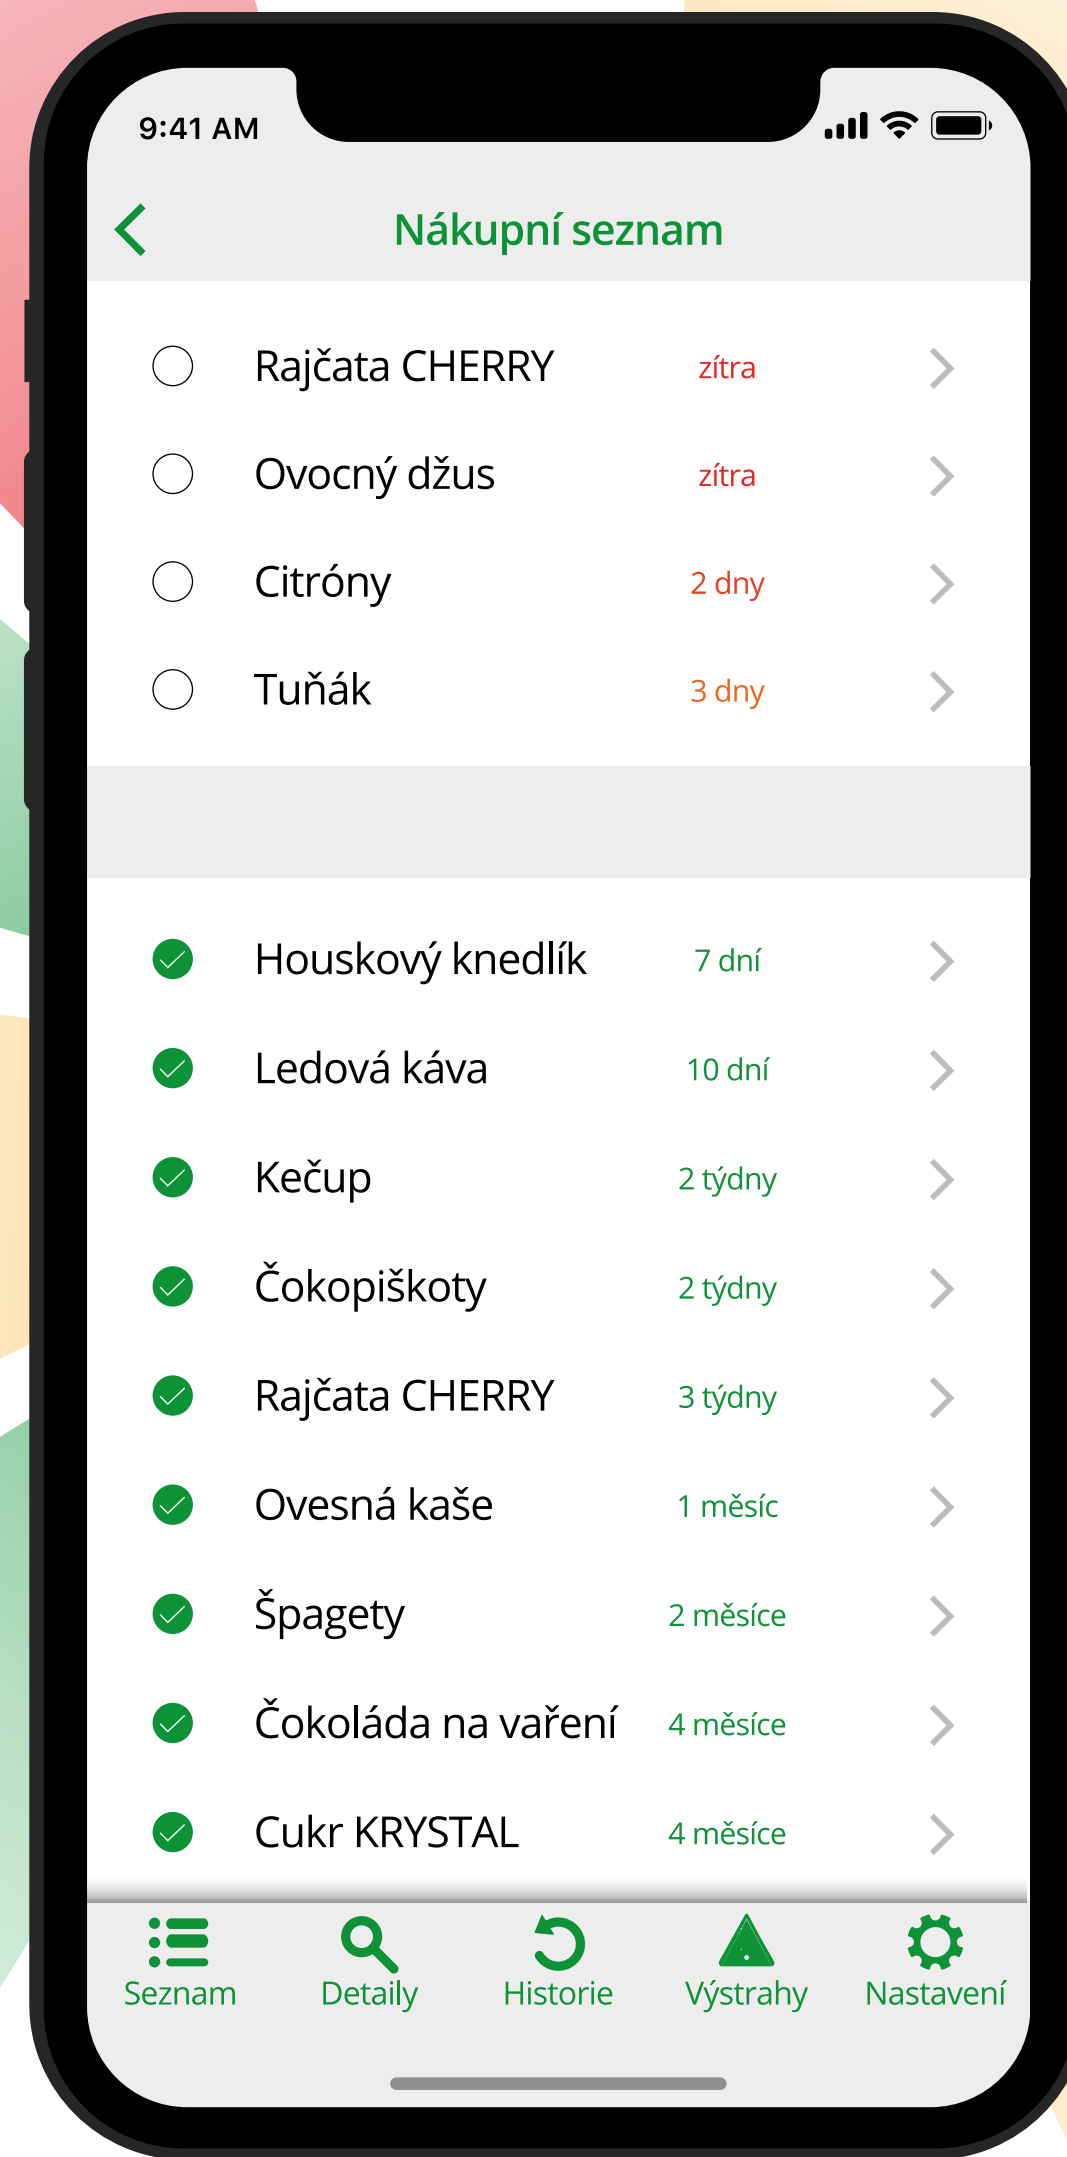 9:41 AM
Nákupní seznam
Rajčata CHERRY zítra
Ovocný džus zítra
Citróny 2 dny
Tuňák 3 dny
Houskový knedlík 7 dní
Ledová káva 10 dní
Kečup 2 týdny
Čokopiškoty 2 týdny
Rajčata CHERRY 3 týdny
Ovesná kaše 1 měsíc
Špagety 2 měsíce
Čokoláda na vaření 4 měsíce
Cukr KRYSTAL 4 měsíce
Seznam Detaily Historie Výstrahy Nastavení